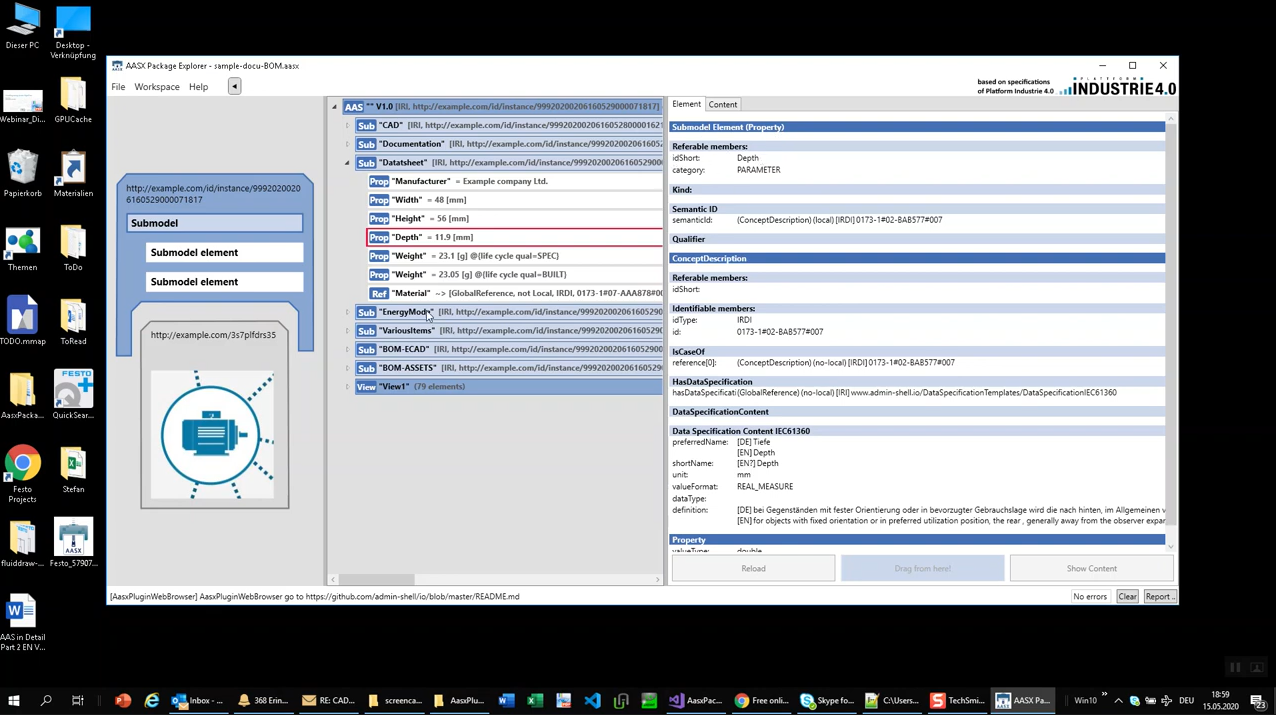 Dieser PC
Desktop -
Verknüpfung
Webinar_Di...
GPUCache
Papierkorb
Materialien
Themen
ToDo
TODO.mmap
ToRead
AasxPackag...
QuickSear...
Festo
Projects
Stefan
fluiddraw-...
Festo_57907...
AAS in Detail
Part 2 EN V...
AASX Package Explorer - sample-docu-BOM.aasx
File Workspace Help
based on specifications
of Platform Industrie 4.0
PLATTFORM
INDUSTRIE4.0
http://example.com/id/instance/9992020020
6160529000071817
Submodel
Submodel element
Submodel element
http://example.com/3s7plfdrs35
AAS "" V1.0 [IRI, http://example.com/id/instance/99920200206160529000071817]
Sub "CAD" [IRI, http://example.com/id/instance/9992020020616052800001621
Sub "Documentation" [IRI, http://example.com/id/instance/999202002061605290
Sub "Datatsheet" [IRI, http://example.com/id/instance/99920200206160529000
Prop "Manufacturer" = Example company Ltd.
Prop "Width" = 48 [mm]
Prop "Height" = 56 [mm]
Prop "Depth" = 11.9 [mm]
Prop "Weight" = 23.1 [g] @{life cycle qual=SPEC}
Prop "Weight" = 23.05 [g] @{life cycle qual=BUILT}
Ref "Material" ~> [GlobalReference, not Local, IRDI, 0173-1#07-AAA878#00
Sub "EnergyMode" [IRI, http://example.com/id/instance/99920200206160529
Sub "VariousItems" [IRI, http://example.com/id/instance/9992020020616052
Sub "BOM-ECAD" [IRI, http://example.com/id/instance/999202002061605290
Sub "BOM-ASSETS" [IRI, http://example.com/id/instance/99920200206160529
View "View1" (79 elements)
Element Content
Submodel Element (Property)
Referable members:
idShort: Depth
category: PARAMETER
Kind:
Semantic ID
semanticId: (ConceptDescription) (local) [IRDI] 0173-1#02-BAB577#007
Qualifier
ConceptDescription
Referable members:
idShort:
Identifiable members:
idType: IRDI
id: 0173-1#02-BAB577#007
IsCaseOf
reference[0]: (ConceptDescription) (no-local) [IRDI] 0173-1#02-BAB577#007
HasDataSpecification
hasDataSpecificati (GlobalReference) (no-local) [IRI] www.admin-shell.io/DataSpecificationTemplates/DataSpecificationIEC61360
DataSpecificationContent
Data Specification Content IEC61360
preferredName: [DE] Tiefe
[EN] Depth
shortName: [EN?] Depth
unit: mm
valueFormat: REAL_MEASURE
dataType:
definition: [DE] bei Gegenständen mit fester Orientierung oder in bevorzugter Gebrauchslage wird die nach hinten, im Allgemeinen v
[EN] for objects with fixed orientation or in preferred utilization position, the rear , generally away from the observer expar
Property
valueType: double
Reload Drag from here! Show Content
[AasxPluginWebBrowser] AasxPluginWebBrowser go to https://github.com/admin-shell/io/blob/master/README.md
No errors Clear Report ..
Inbox - ... 368 Erin... RE: CAD... screenca... AasxPlu... AasxPac... Free onli... Skype fo... C:\Users\... TechSmi... AASX Pa... Win10 DEU
18:59
15.05.2020
23